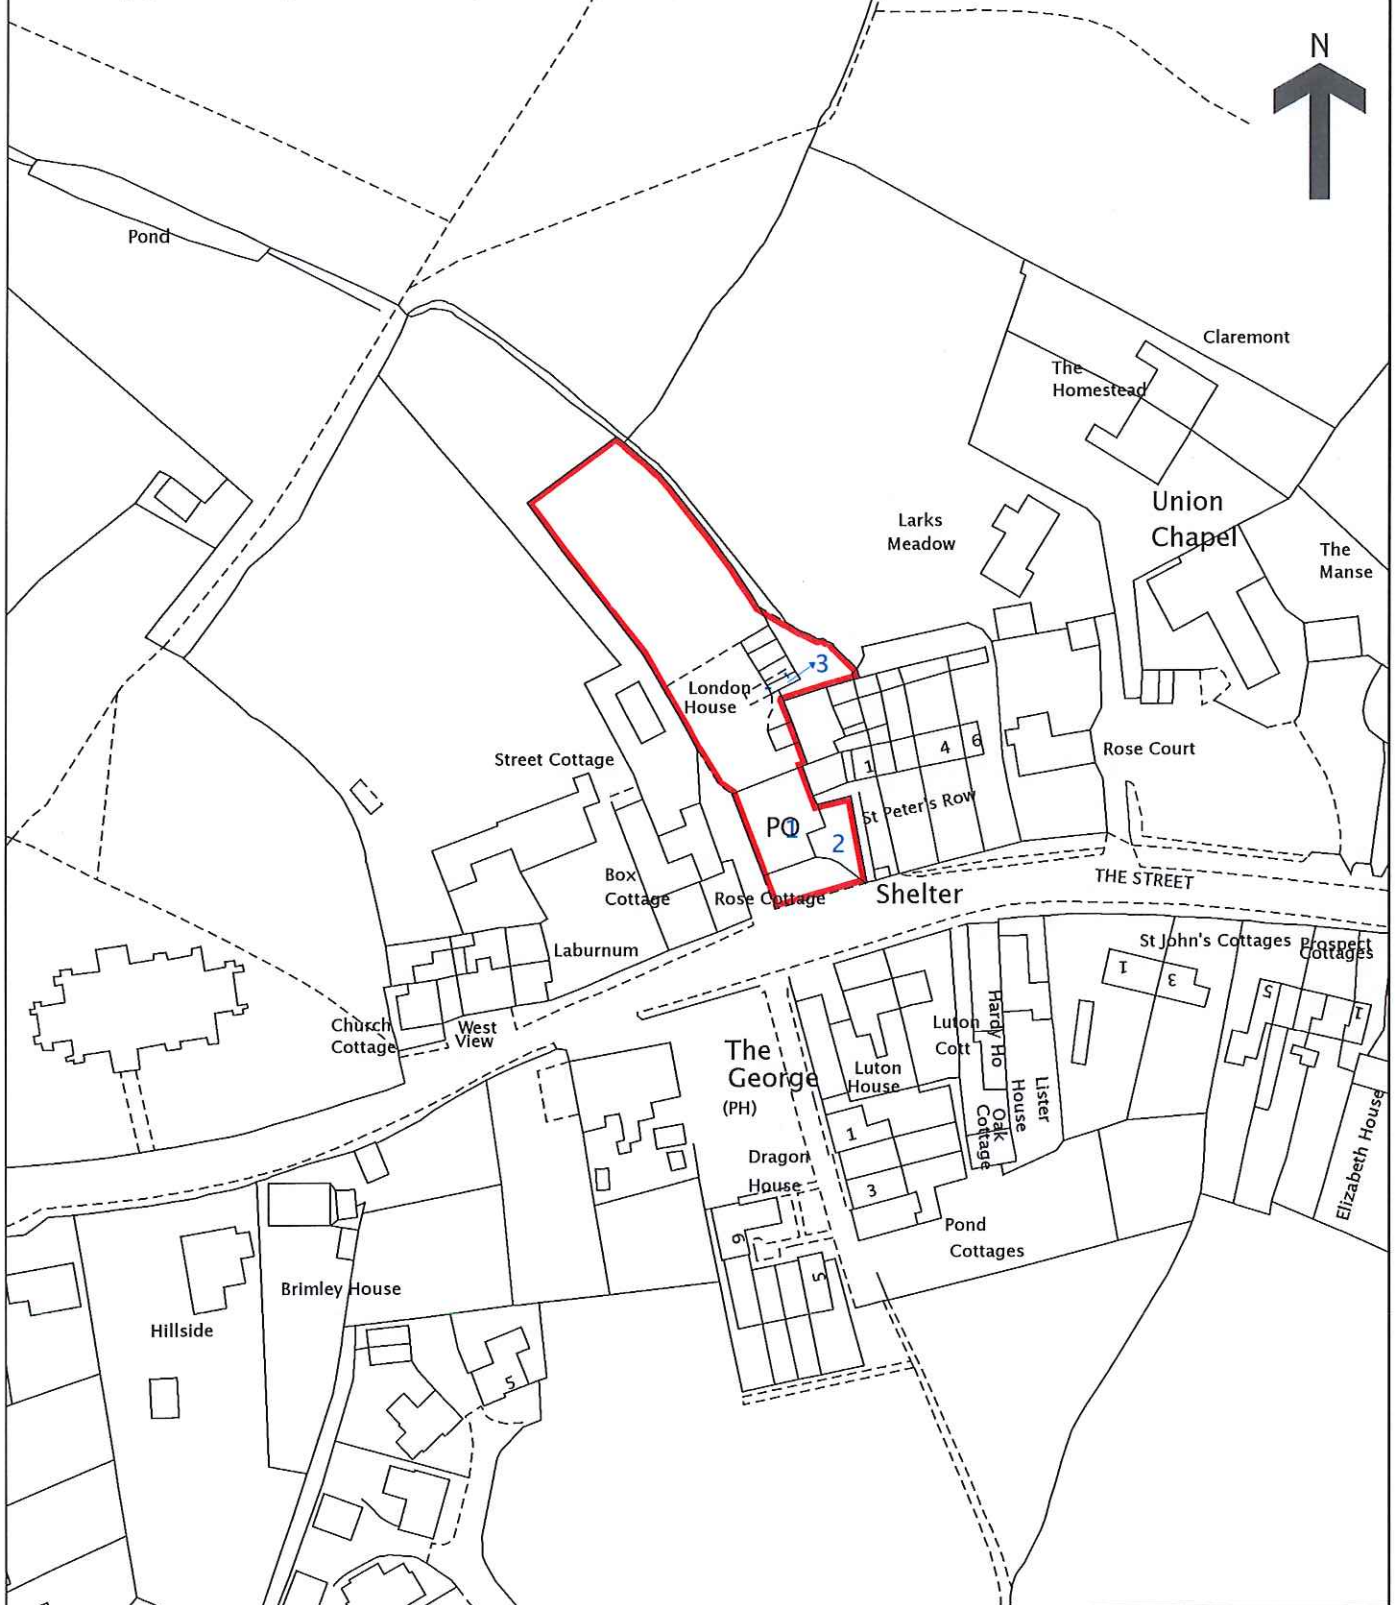 N
Pond
Claremont
The
Homestead
Union
Chapel
Larks
Meadow
The
Manse
3
London
House
Street Cottage
1
4
6
Rose Court
St Peter's Row
PO
1
2
Box
Cottage
Rose Cottage
Shelter
THE STREET
Laburnum
St John's Cottages
Prospect
Cottages
1
3
5
1
Church
Cottage
West
View
The
George
(PH)
Luton
Cott
Hardy Ho
Luton
House
Lister
House
Oak
Cottage
Elizabeth House
1
3
Dragon
House
Pond
Cottages
6
5
Brimley House
Hillside
5